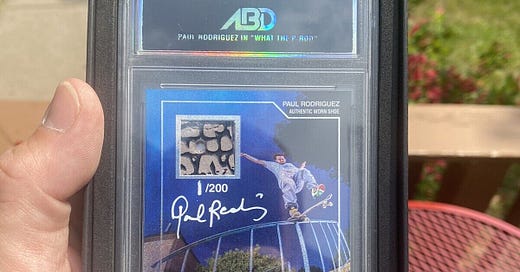 ABD
PAUL RODRIGUEZ IN "WHAT THE P-ROD"
PAUL RODRIGUEZ
AUTHENTIC WORN SHOE
1/200